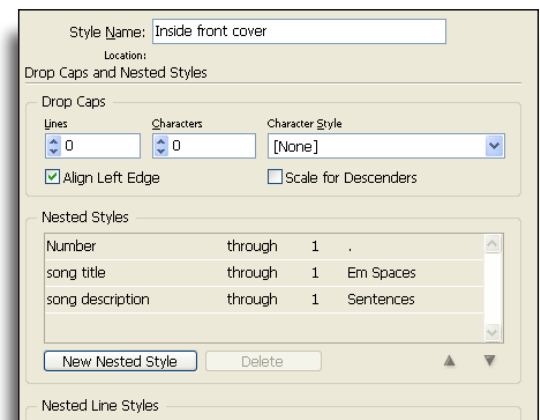 Style Name: Inside front cover
Location:
Drop Caps and Nested Styles
Drop Caps
Lines Characters Character Style
0 0 [None]
Align Left Edge Scale for Descenders
Nested Styles
Number through 1 .
song title through 1 Em Spaces
song description through 1 Sentences
New Nested Style Delete
Nested Line Styles